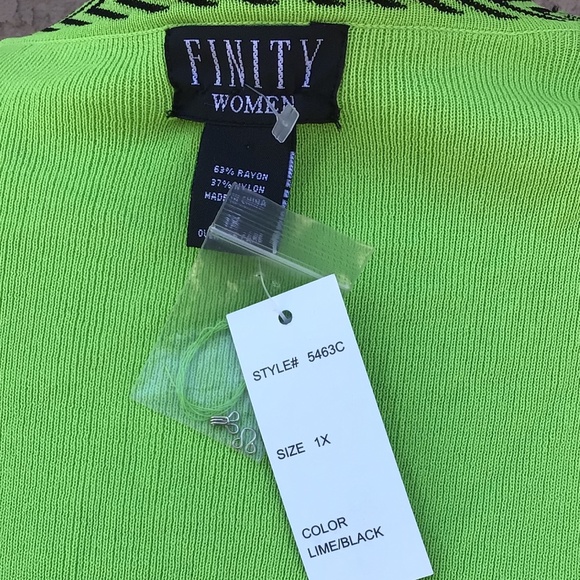 FINITY
WOMEN
63% RAYON
37% NYLON
MADE IN CHINA
STYLE# 5463C
SIZE 1X
COLOR
LIME/BLACK